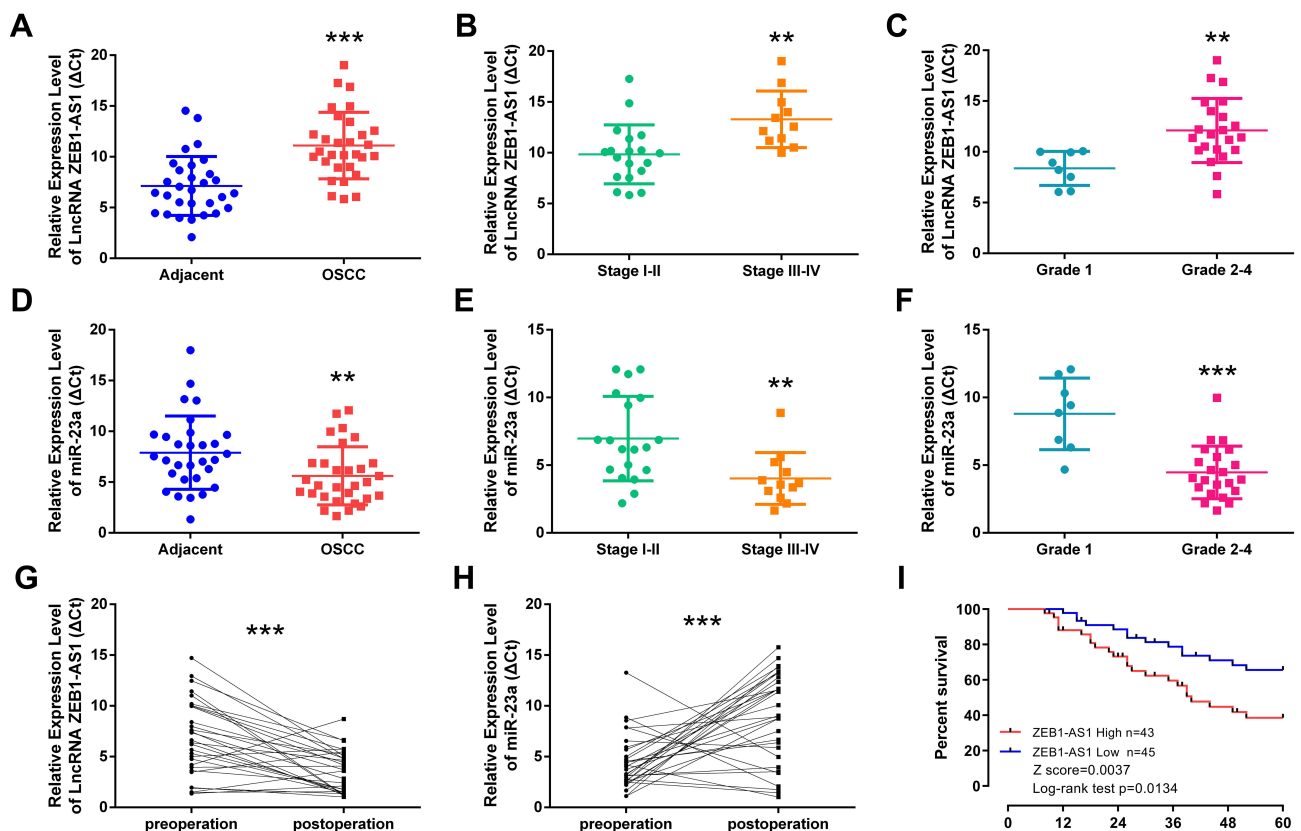 A
Relative Expression Level
of LncRNA ZEB1-AS1 (ΔCt)
20
15
10
5
0
***
Adjacent
OSCC
B
Relative Expression Level
of LncRNA ZEB1-AS1 (ΔCt)
20
15
10
5
0
**
Stage I-II
Stage III-IV
C
Relative Expression Level
of LncRNA ZEB1-AS1 (ΔCt)
20
15
10
5
0
**
Grade 1
Grade 2-4
D
Relative Expression Level
of miR-23a (ΔCt)
20
15
10
5
0
**
Adjacent
OSCC
E
Relative Expression Level
of miR-23a (ΔCt)
15
10
5
0
**
Stage I-II
Stage III-IV
F
Relative Expression Level
of miR-23a (ΔCt)
15
10
5
0
***
Grade 1
Grade 2-4
G
Relative Expression Level
of LncRNA ZEB1-AS1 (ΔCt)
20
15
10
5
0
***
preoperation
postoperation
H
Relative Expression Level
of miR-23a (ΔCt)
20
15
10
5
0
***
preoperation
postoperation
I
Percent survival
100
80
60
40
20
0
ZEB1-AS1 High n=43
ZEB1-AS1 Low n=45
Z score=0.0037
Log-rank test p=0.0134
0 12 24 36 48 60